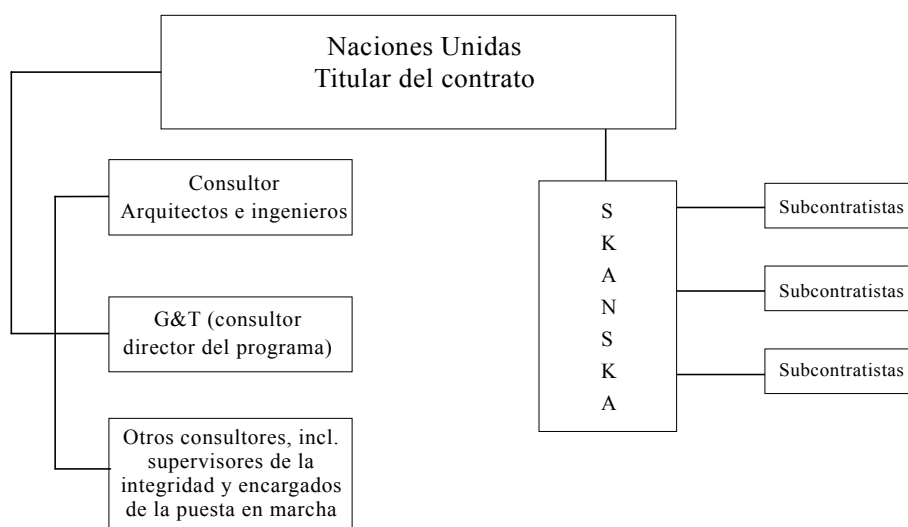 Naciones Unidas
Titular del contrato
Consultor
Arquitectos e ingenieros
G&T (consultor
director del programa)
Otros consultores, incl.
supervisores de la
integridad y encargados
de la puesta en marcha
S
K
A
N
S
K
A
Subcontratistas
Subcontratistas
Subcontratistas